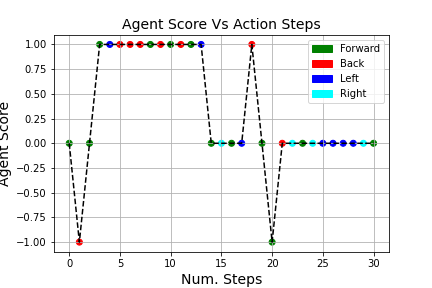 Agent Score Vs Action Steps
1.00
0.75
0.50
0.25
0.00
−0.25
−0.50
−0.75
−1.00
Agent Score
Forward
Back
Left
Right
0 5 10 15 20 25 30
Num. Steps